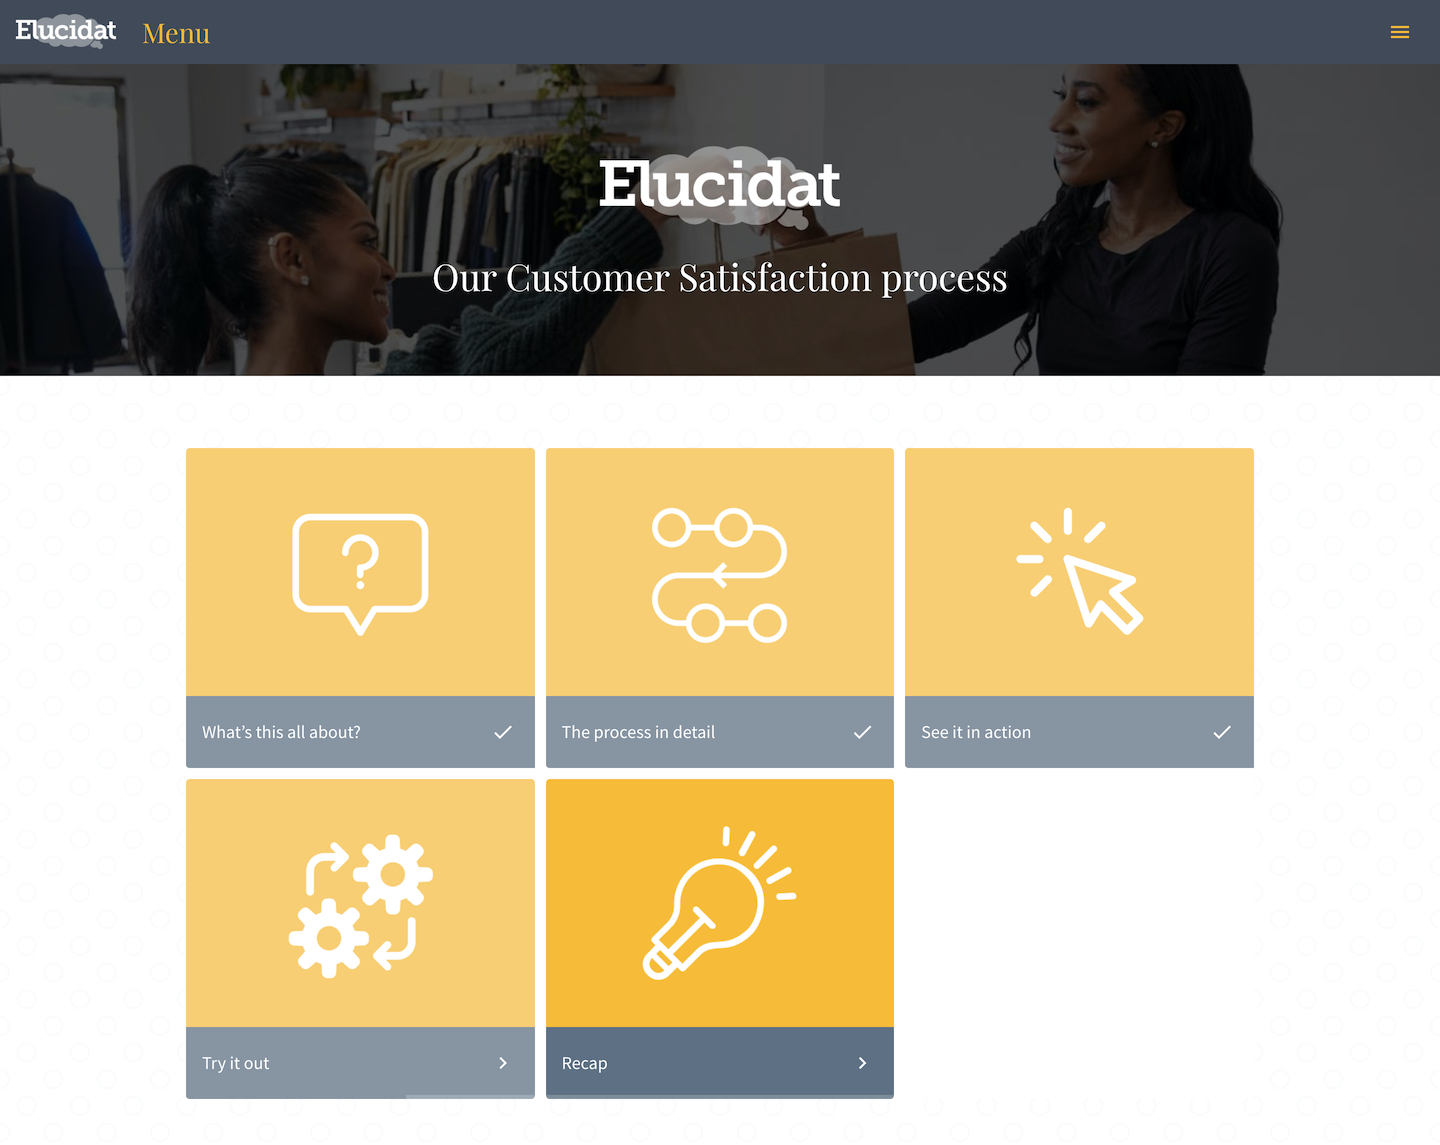 Elucidat
Menu
Elucidat
Our Customer Satisfaction process
What’s this all about?
The process in detail
See it in action
Try it out
Recap